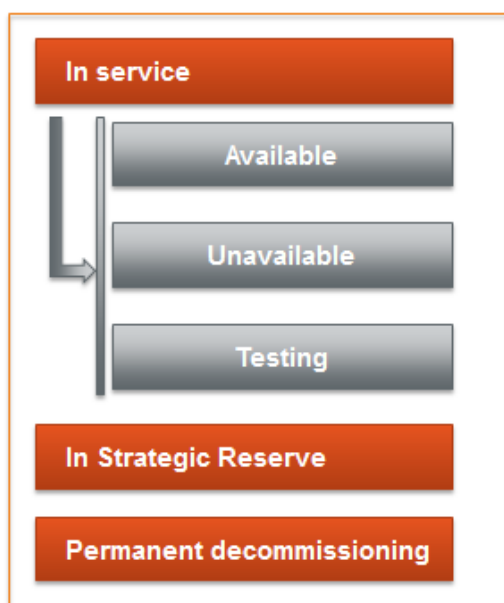 In service
Available
Unavailable
Testing
In Strategic Reserve
Permanent decommissioning